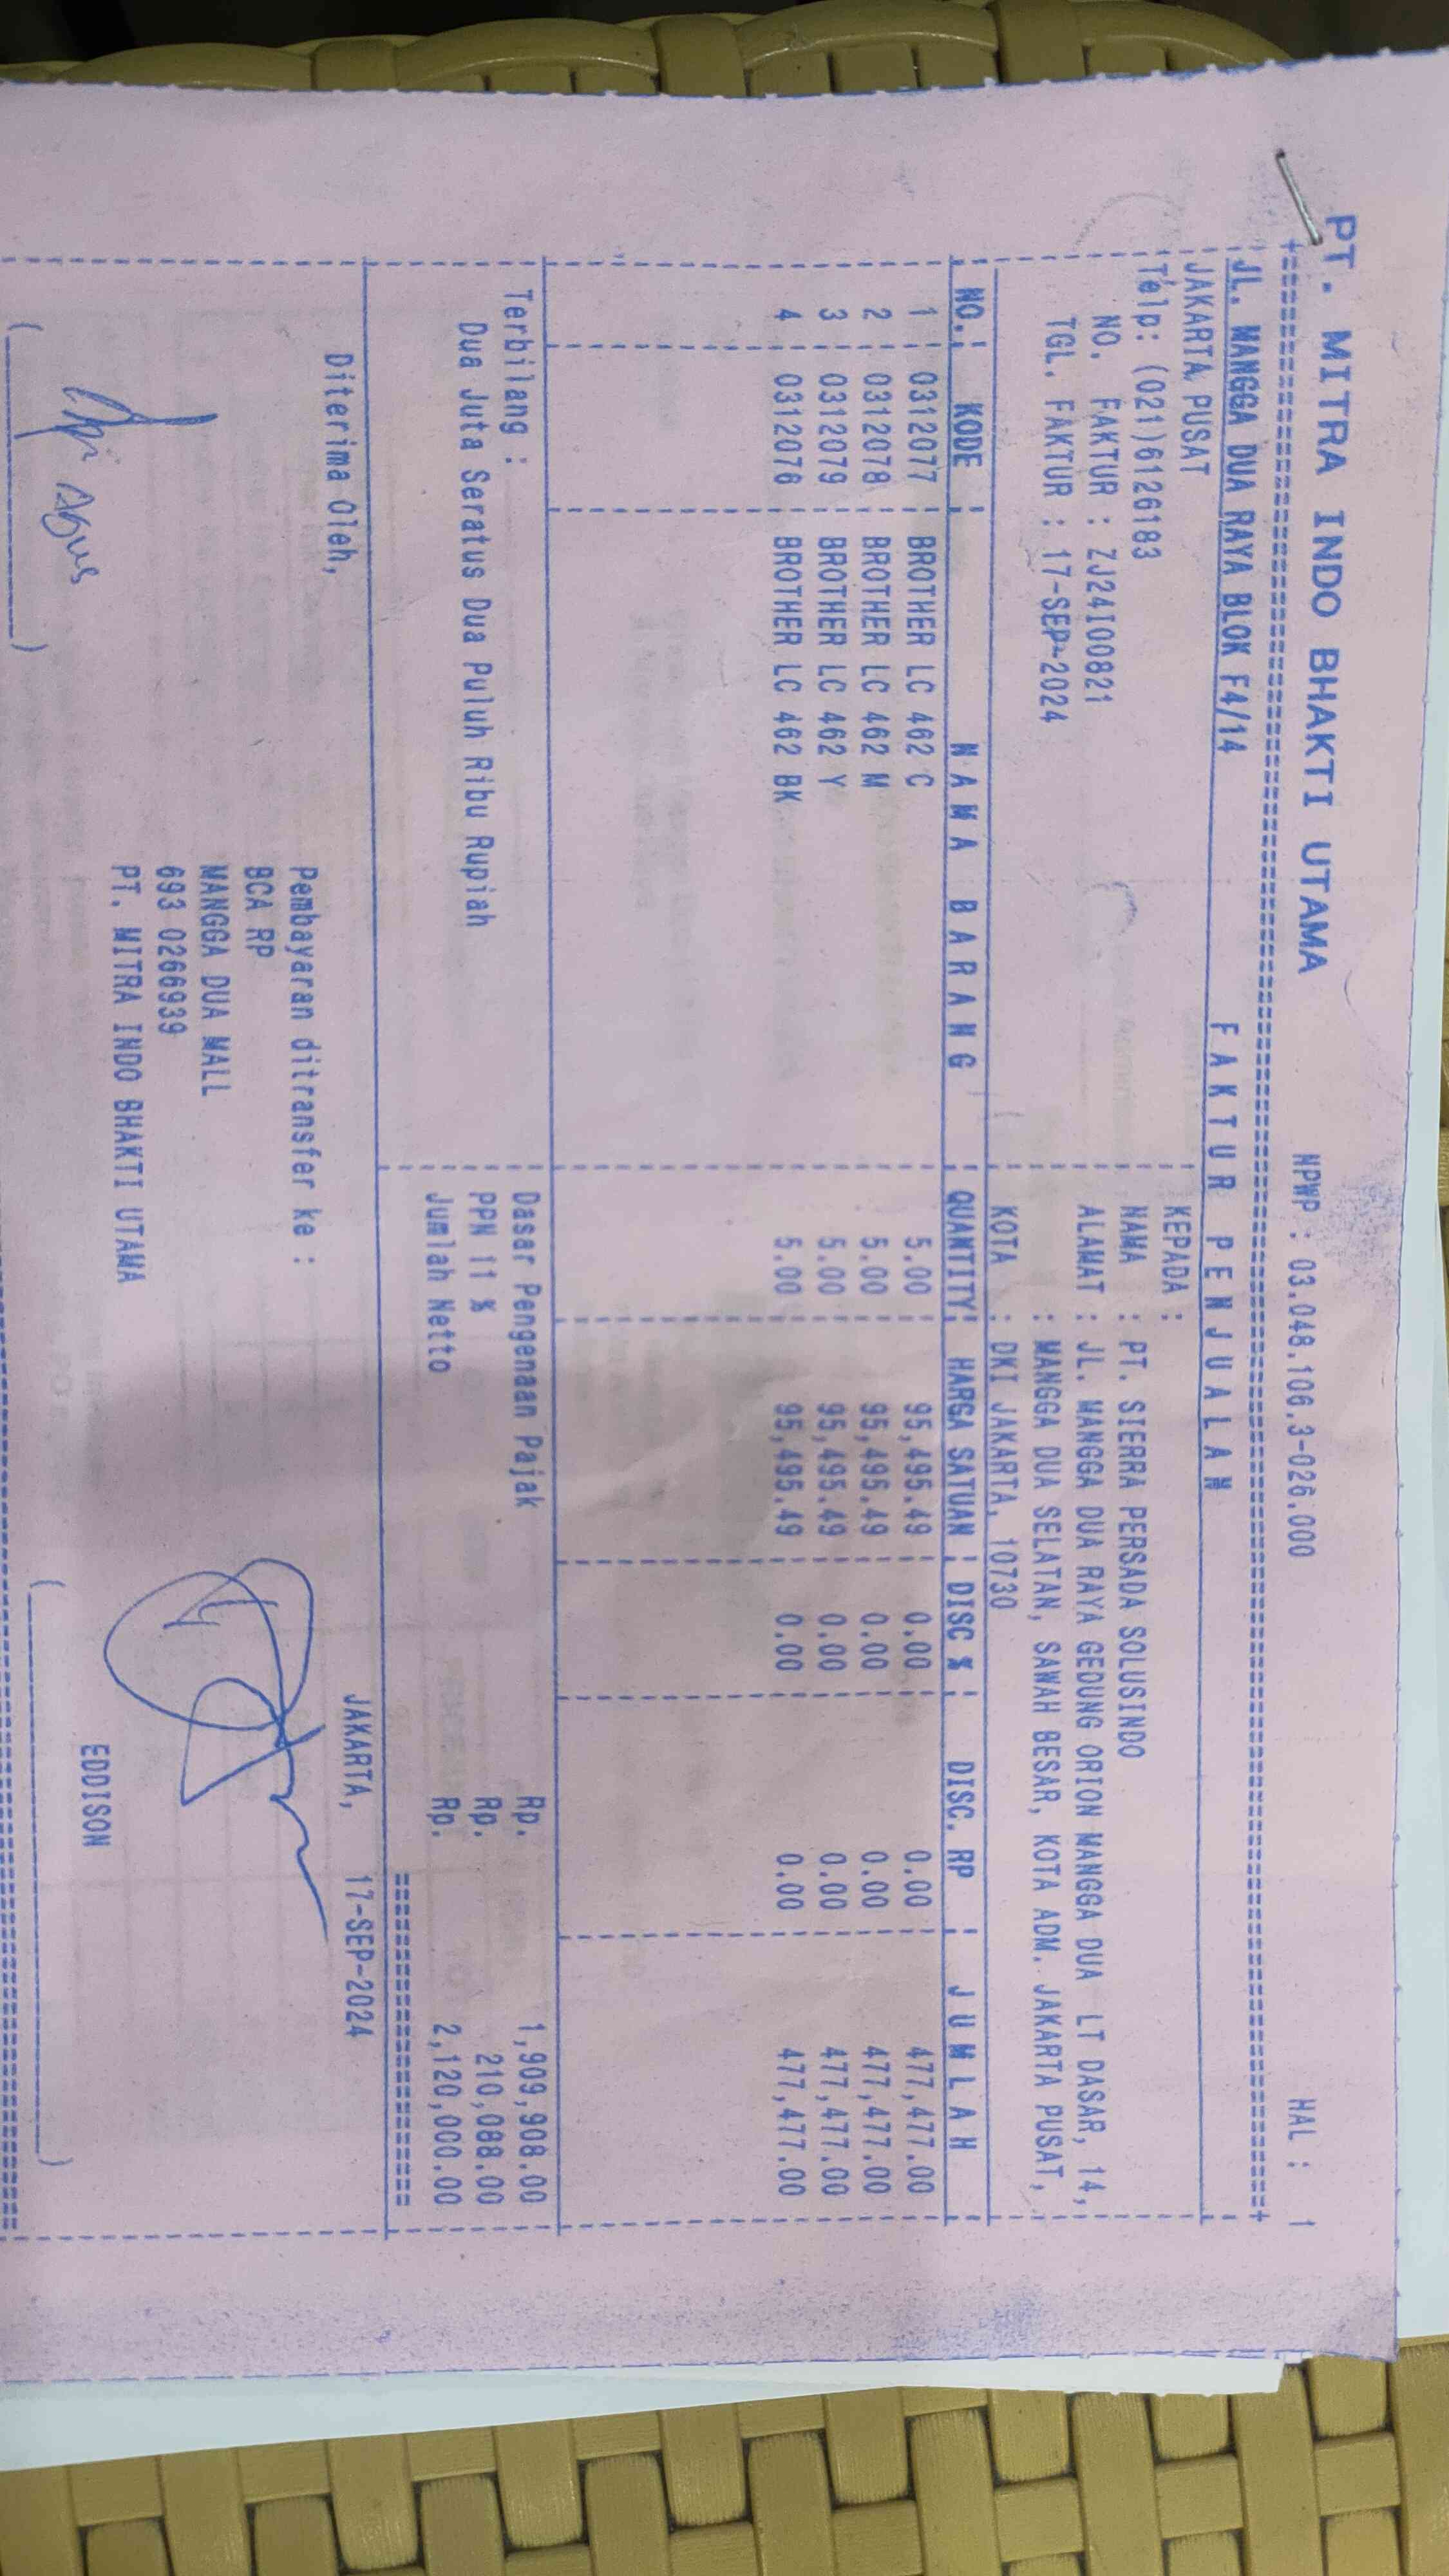 PT. MITRA INDO BHAKTI UTAMA NPWP : 03.048.106.3-026.000 HAL : 1
JL. MANGGA DUA RAYA BLOK F4/14 F A K T U R P E N J U A L A N
JAKARTA PUSAT KEPADA :
Telp: (021)6126183 NAMA : PT. SIERRA PERSADA SOLUSINDO
NO. FAKTUR : ZJ24I00821 ALAMAT : JL. MANGGA DUA RAYA GEDUNG ORION MANGGA DUA LT DASAR, 14,
TGL. FAKTUR : 17-SEP-2024 : MANGGA DUA SELATAN, SAWAH BESAR, KOTA ADM. JAKARTA PUSAT,
KOTA : DKI JAKARTA, 10730
NO. KODE N A M A B A R A N G QUANTITY HARGA SATUAN DISC % DISC. RP J U M L A H
1 0312077 BROTHER LC 462 C 5.00 95,495.49 0.00 0.00 477,477.00
2 0312078 BROTHER LC 462 M 5.00 95,495.49 0.00 0.00 477,477.00
3 0312079 BROTHER LC 462 Y 5.00 95,495.49 0.00 0.00 477,477.00
4 0312076 BROTHER LC 462 BK 5.00 95,495.49 0.00 0.00 477,477.00
Terbilang : Dasar Pengenaan Pajak Rp. 1,909,908.00
Dua Juta Seratus Dua Puluh Ribu Rupiah PPN 11 % Rp. 210,088.00
Jumlah Netto Rp. 2,120,000.00
Diterima Oleh, JAKARTA, 17-SEP-2024
Pembayaran ditransfer ke :
BCA RP
MANGGA DUA MALL
693 0266939
PT. MITRA INDO BHAKTI UTAMA
Agus
EDDISON